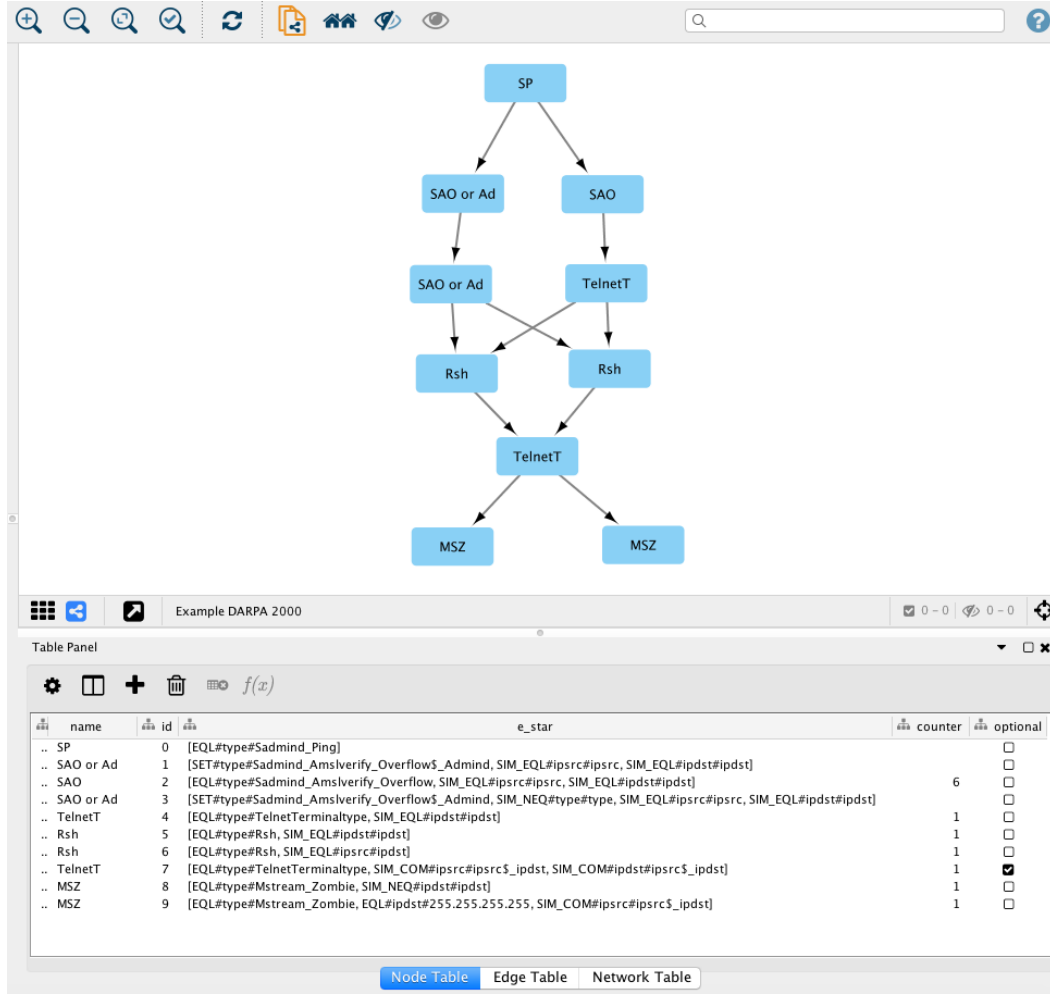 ?
SP
SAO or Ad
SAO
SAO or Ad
TelnetT
Rsh
Rsh
TelnetT
MSZ
MSZ
Example DARPA 2000
0 - 0
0 - 0
Table Panel
f(x)
name id e_star counter optional
.. SP 0 [EQL#type#Sadmind_Ping]
.. SAO or Ad 1 [SET#type#Sadmind_Amslverify_Overflow$_Admind, SIM_EQL#ipsrc#ipsrc, SIM_EQL#ipdst#ipdst]
.. SAO 2 [EQL#type#Sadmind_Amslverify_Overflow, SIM_EQL#ipsrc#ipsrc, SIM_EQL#ipdst#ipdst] 6
.. SAO or Ad 3 [SET#type#Sadmind_Amslverify_Overflow$_Admind, SIM_NEQ#type#type, SIM_EQL#ipsrc#ipsrc, SIM_EQL#ipdst#ipdst]
.. TelnetT 4 [EQL#type#TelnetTerminaltype, SIM_EQL#ipdst#ipdst] 1
.. Rsh 5 [EQL#type#Rsh, SIM_EQL#ipdst#ipdst] 1
.. Rsh 6 [EQL#type#Rsh, SIM_EQL#ipsrc#ipdst] 1
.. TelnetT 7 [EQL#type#TelnetTerminaltype, SIM_COM#ipsrc#ipsrc$_ipdst, SIM_COM#ipdst#ipsrc$_ipdst] 1
.. MSZ 8 [EQL#type#Mstream_Zombie, SIM_NEQ#ipdst#ipdst] 1
.. MSZ 9 [EQL#type#Mstream_Zombie, EQL#ipdst#255.255.255.255, SIM_COM#ipsrc#ipsrc$_ipdst] 1
Node Table Edge Table Network Table